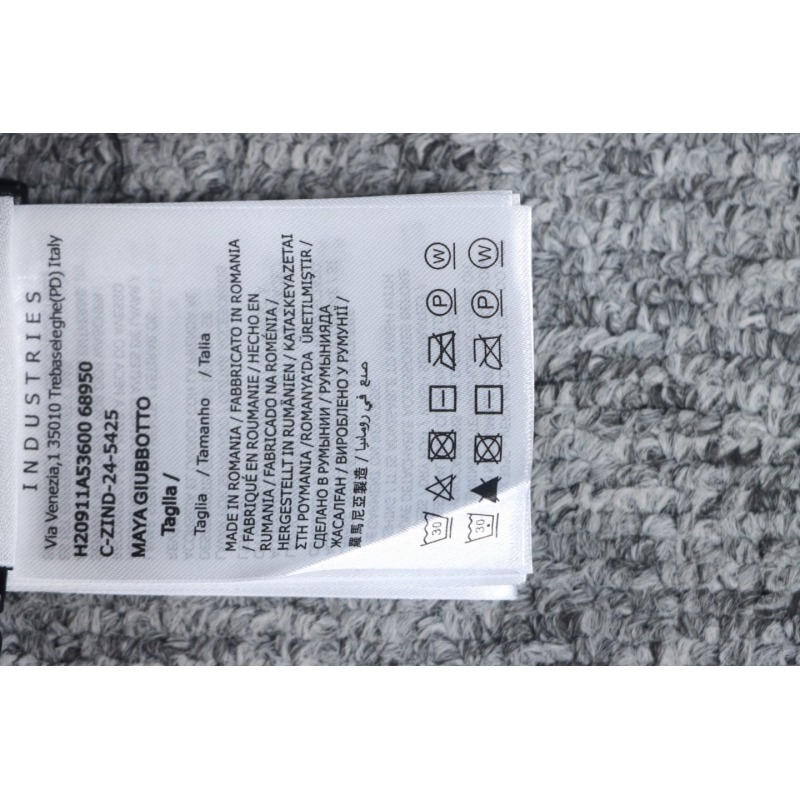 INDUSTRIES
Via Venezia,1 35010 Trebaseleghe(PD) Italy
H20911A53600 68950
C-ZIND-24-5425
MAYA GIUBBOTTO
Taglia /
Taglia / Tamanho / Talia
MADE IN ROMANIA / FABBRICATO IN ROMANIA
/ FABRIQUÉ EN ROUMANIE / HECHO EN
RUMANIA / FABRICADO NA ROMÉNIA /
HERGESTELLT IN RUMÄNIEN / ΚΑΤΑΣΚΕΥΑΖΕΤΑΙ
ΣΤΗ ΡΟΥΜΑΝΙΑ /ROMANYA'DA ÜRETILMIŞTIR /
СДЕЛАНО В РУМЫНИИ / РУМЫНИЯДА
ЖАСАЛҒАН / ВИРОБЛЕНО У РУМУНІЇ /
羅馬尼亞製造 / صنع في رومانيا
30 P W
30 P W